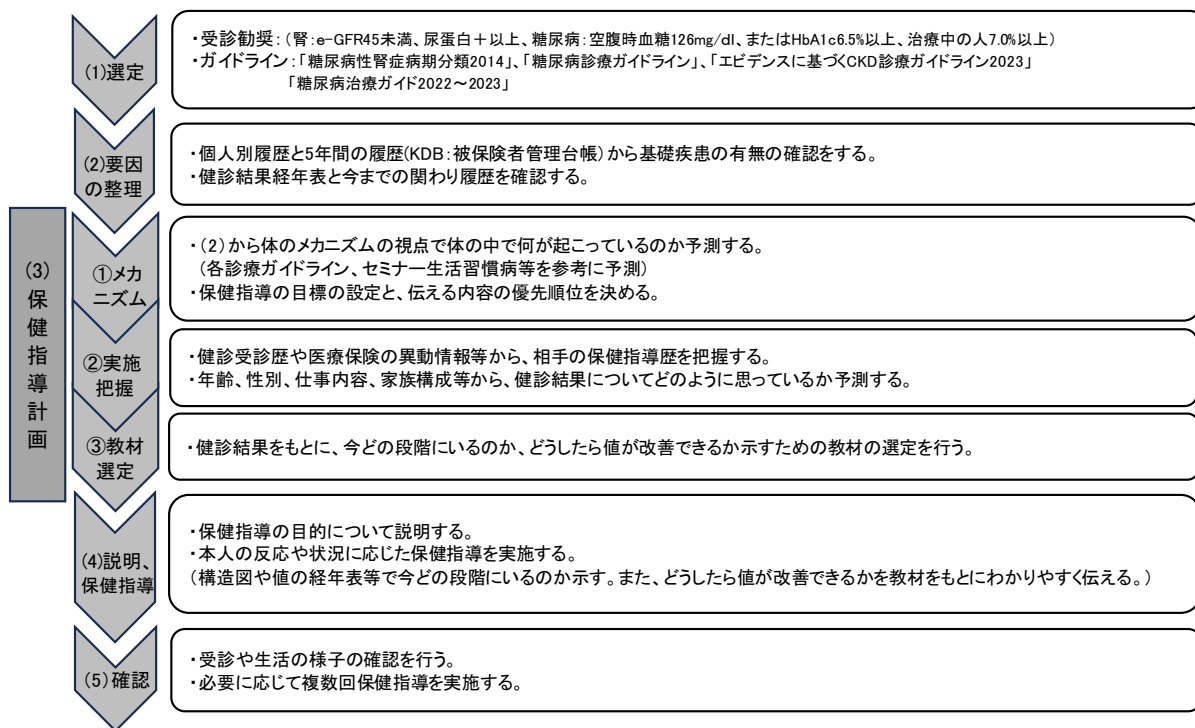 (1)選定
・受診勧奨：（腎：e-GFR45未満、尿蛋白＋以上、糖尿病：空腹時血糖126mg/dl、またはHbA1c6.5%以上、治療中の人7.0%以上）
・ガイドライン：「糖尿病性腎症病期分類2014」、「糖尿病診療ガイドライン」、「エビデンスに基づくCKD診療ガイドライン2023」
「糖尿病治療ガイド2022～2023」
(2)要因
の整理
・個人別履歴と5年間の履歴(KDB：被保険者管理台帳)から基礎疾患の有無の確認をする。
・健診結果経年表と今までの関わり履歴を確認する。
(3)保健指導計画
①メカ
ニズム
・(2)から体のメカニズムの視点で体の中で何が起こっているのか予測する。
(各診療ガイドライン、セミナー生活習慣病等を参考に予測)
・保健指導の目標の設定と、伝える内容の優先順位を決める。
②実施
把握
・健診受診歴や医療保険の異動情報等から、相手の保健指導歴を把握する。
・年齢、性別、仕事内容、家族構成等から、健診結果についてどのように思っているか予測する。
③教材
選定
・健診結果をもとに、今どの段階にいるのか、どうしたら値が改善できるか示すための教材の選定を行う。
(4)説明、
保健指導
・保健指導の目的について説明する。
・本人の反応や状況に応じた保健指導を実施する。
(構造図や値の経年表等で今どの段階にいるのか示す。また、どうしたら値が改善できるかを教材をもとにわかりやすく伝える。)
(5)確認
・受診や生活の様子の確認を行う。
・必要に応じて複数回保健指導を実施する。